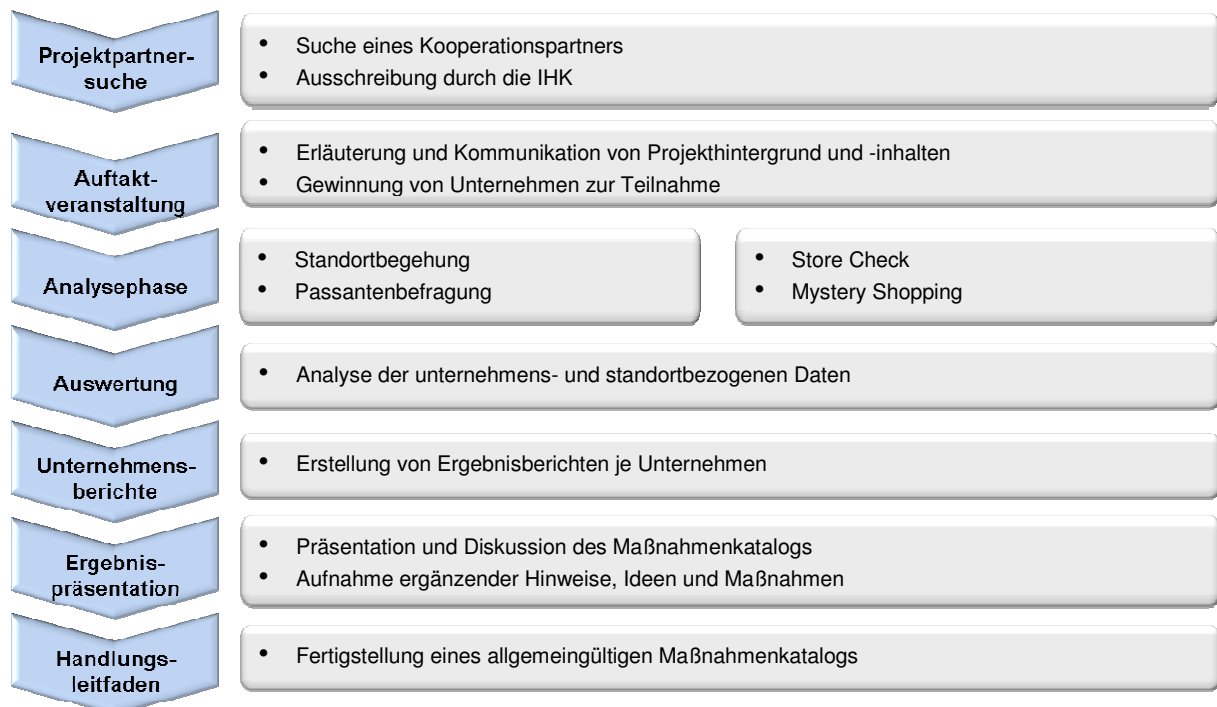 Projektpartner-
suche
• Suche eines Kooperationspartners
• Ausschreibung durch die IHK
Auftakt-
veranstaltung
• Erläuterung und Kommunikation von Projekthintergrund und -inhalten
• Gewinnung von Unternehmen zur Teilnahme
Analysephase
• Standortbegehung
• Passantenbefragung
• Store Check
• Mystery Shopping
Auswertung
• Analyse der unternehmens- und standortbezogenen Daten
Unternehmens-
berichte
• Erstellung von Ergebnisberichten je Unternehmen
Ergebnis-
präsentation
• Präsentation und Diskussion des Maßnahmenkatalogs
• Aufnahme ergänzender Hinweise, Ideen und Maßnahmen
Handlungs-
leitfaden
• Fertigstellung eines allgemeingültigen Maßnahmenkatalogs